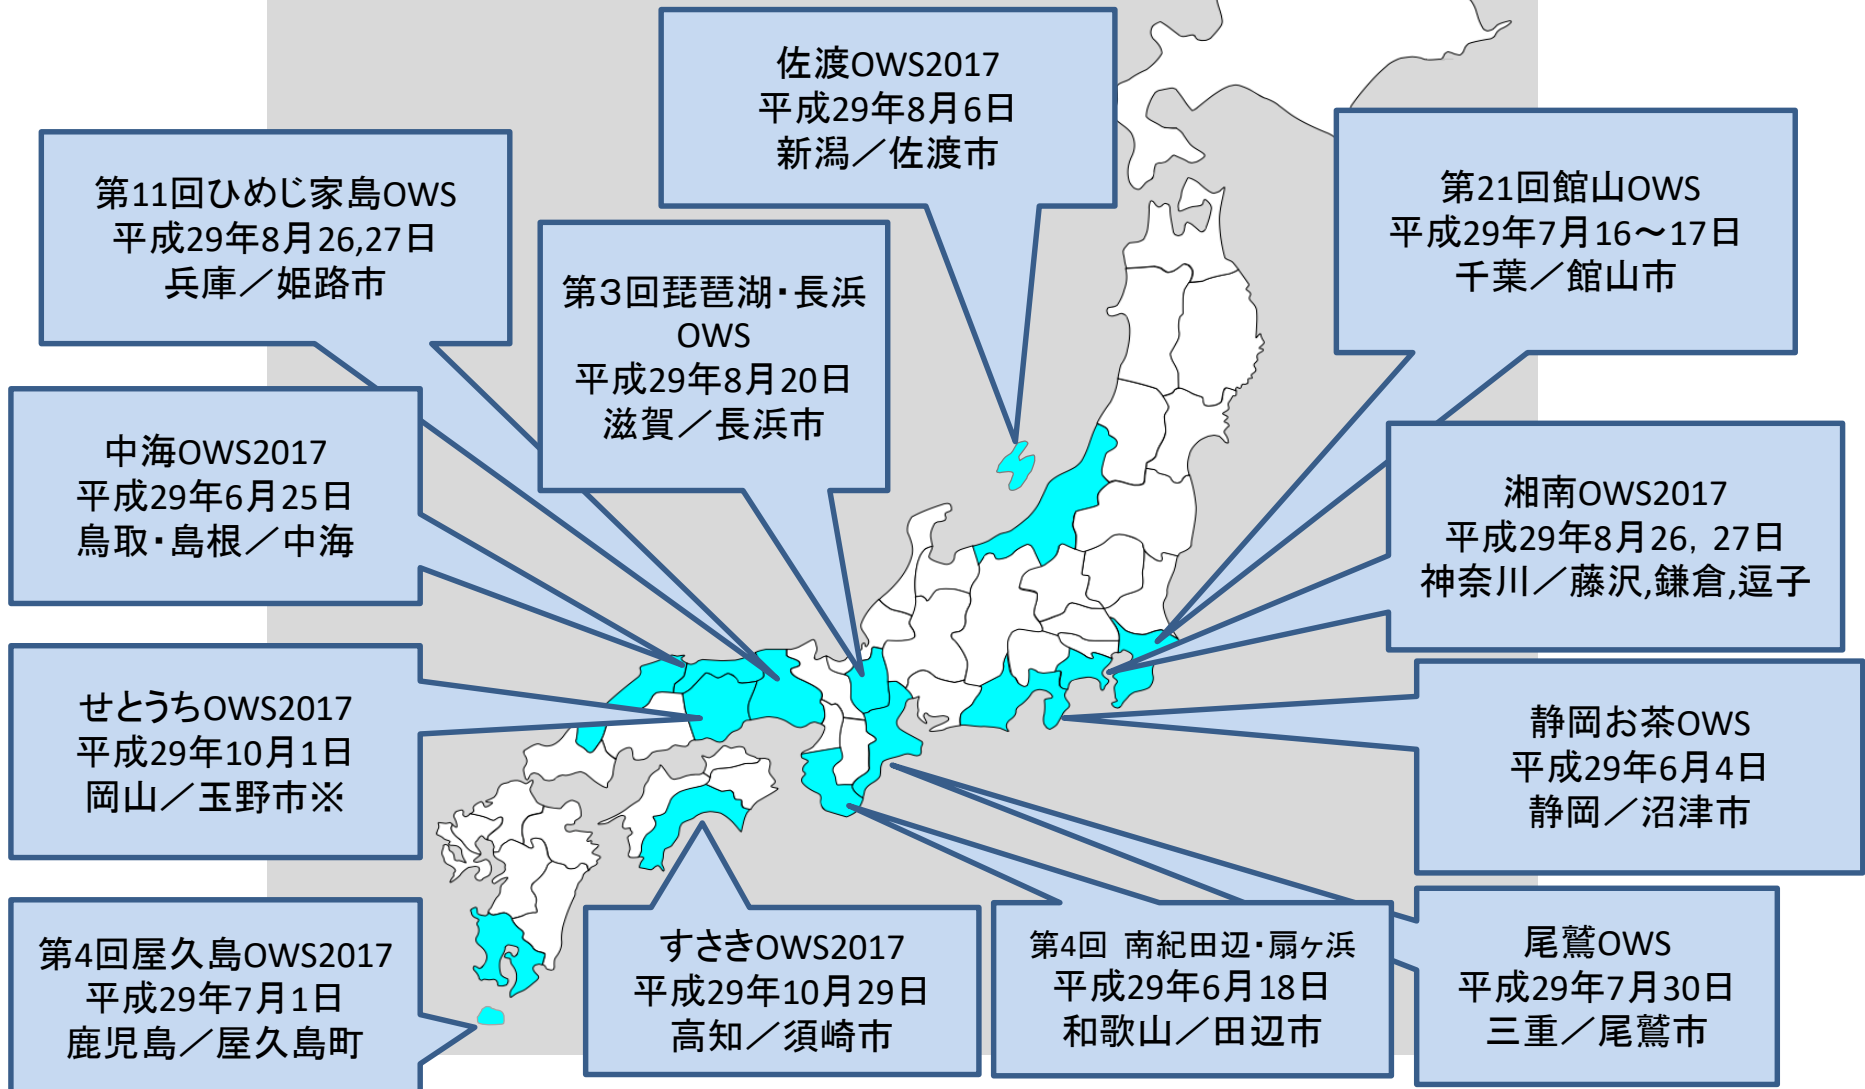 佐渡OWS2017
平成29年8月6日
新潟／佐渡市
第11回ひめじ家島OWS
平成29年8月26,27日
兵庫／姫路市
第21回館山OWS
平成29年7月16～17日
千葉／館山市
第３回琵琶湖・長浜
OWS
平成29年8月20日
滋賀／長浜市
中海OWS2017
平成29年6月25日
鳥取・島根／中海
湘南OWS2017
平成29年8月26，27日
神奈川／藤沢,鎌倉,逗子
せとうちOWS2017
平成29年10月1日
岡山／玉野市※
静岡お茶OWS
平成29年6月4日
静岡／沼津市
第4回屋久島OWS2017
平成29年7月1日
鹿児島／屋久島町
すさきOWS2017
平成29年10月29日
高知／須崎市
第4回 南紀田辺・扇ヶ浜
平成29年6月18日
和歌山／田辺市
尾鷲OWS
平成29年7月30日
三重／尾鷲市